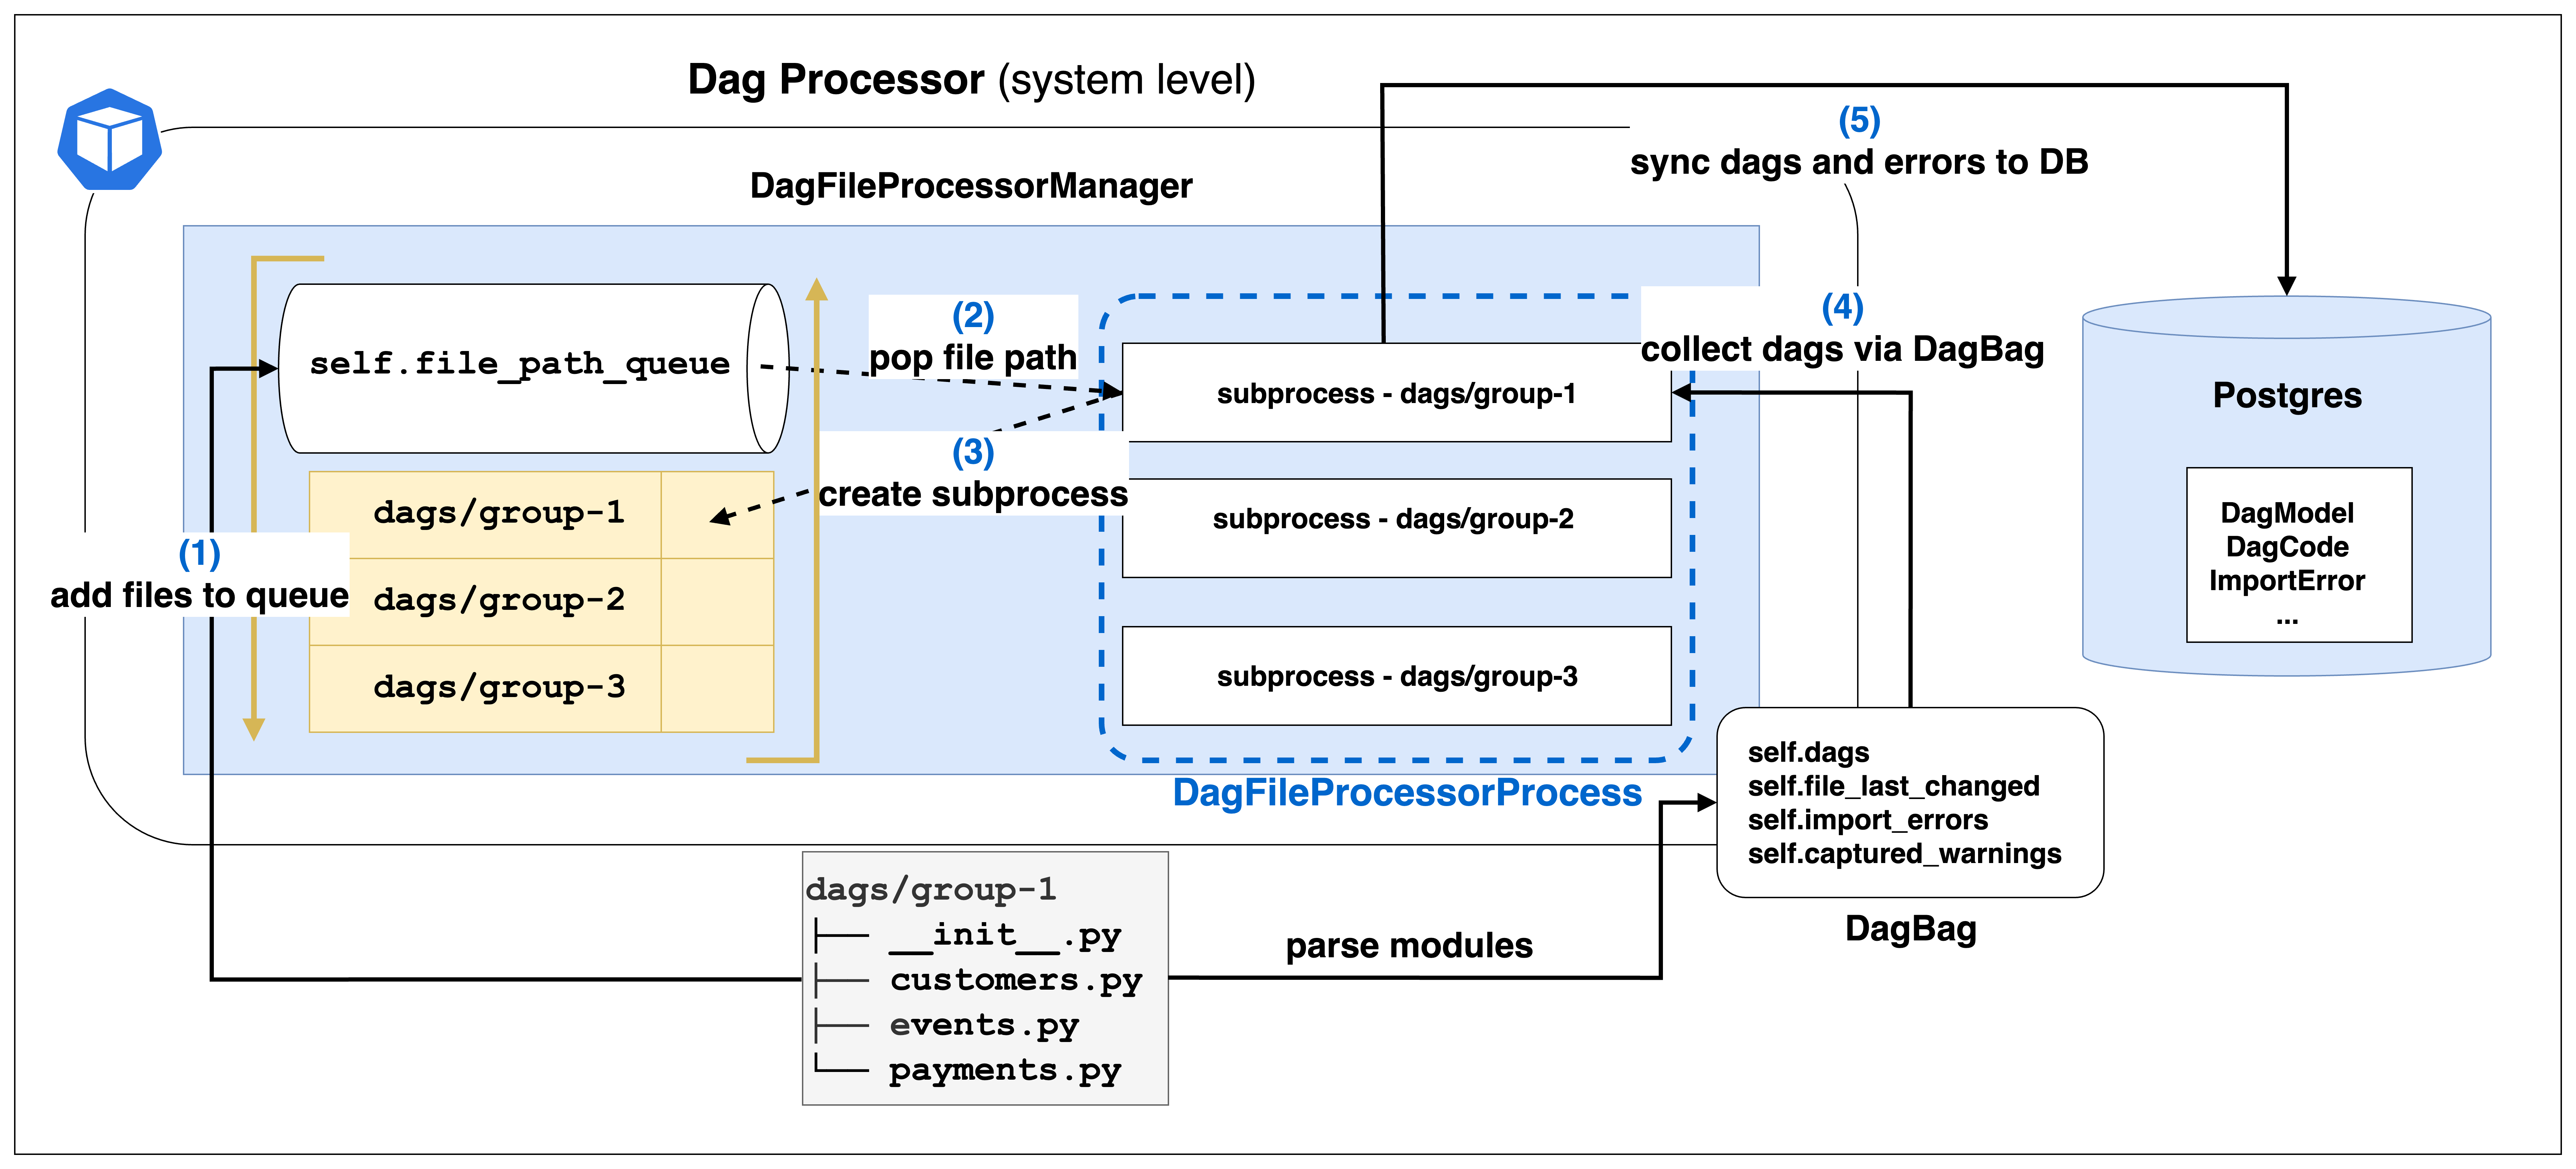 Dag Processor (system level)
(5)
sync dags and errors to DB
DagFileProcessorManager
self.file_path_queue
(2)
pop file path
(3)
create subprocess
(1)
add files to queue
dags/group-1
dags/group-2
dags/group-3
subprocess - dags/group-1
subprocess - dags/group-2
subprocess - dags/group-3
DagFileProcessorProcess
(4)
collect dags via DagBag
Postgres
DagModel
DagCode
ImportError
...
self.dags
self.file_last_changed
self.import_errors
self.captured_warnings
DagBag
dags/group-1
├── __init__.py
├── customers.py
├── events.py
└── payments.py
parse modules